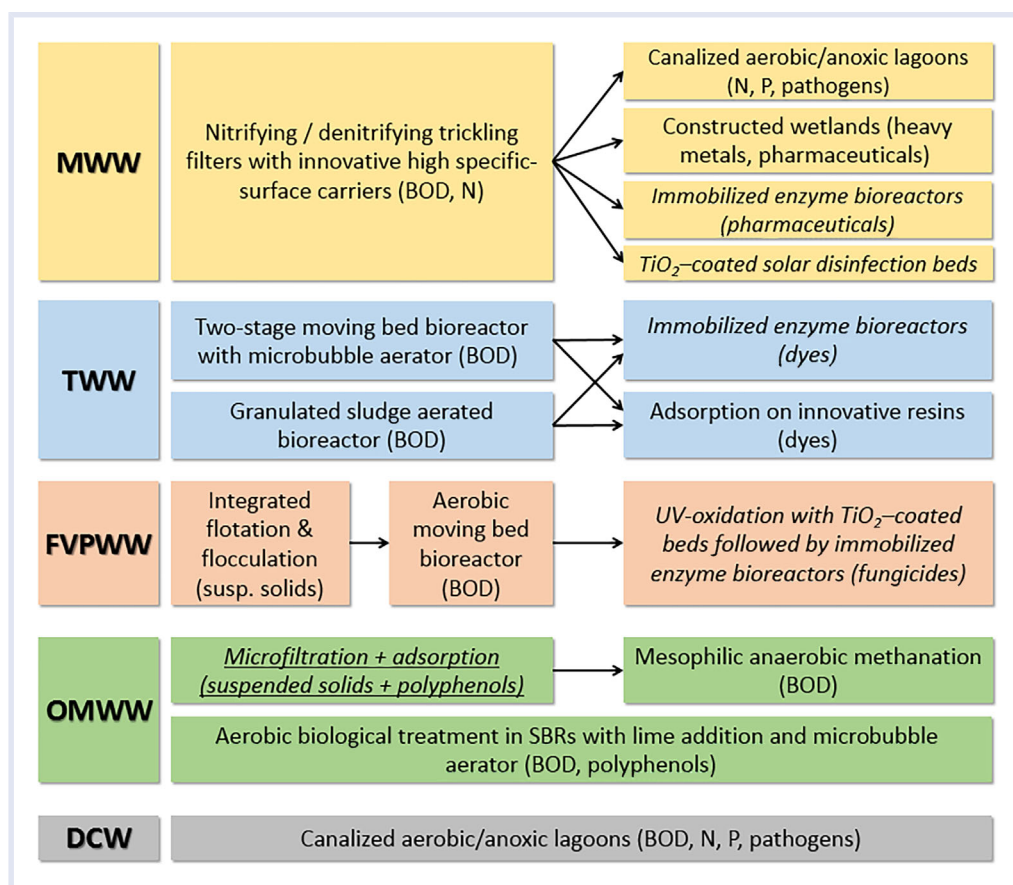 MWW
Nitrifying / denitrifying trickling
filters with innovative high specific-
surface carriers (BOD, N)
Canalized aerobic/anoxic lagoons
(N, P, pathogens)
Constructed wetlands (heavy
metals, pharmaceuticals)
Immobilized enzyme bioreactors
(pharmaceuticals)
TiO₂–coated solar disinfection beds
TWW
Two-stage moving bed bioreactor
with microbubble aerator (BOD)
Granulated sludge aerated
bioreactor (BOD)
Immobilized enzyme bioreactors
(dyes)
Adsorption on innovative resins
(dyes)
FVPWW
Integrated
flotation &
flocculation
(susp. solids)
Aerobic
moving bed
bioreactor
(BOD)
UV-oxidation with TiO₂–coated
beds followed by immobilized
enzyme bioreactors (fungicides)
OMWW
Microfiltration + adsorption
(suspended solids + polyphenols)
Mesophilic anaerobic methanation
(BOD)
Aerobic biological treatment in SBRs with lime addition and microbubble
aerator (BOD, polyphenols)
DCW
Canalized aerobic/anoxic lagoons (BOD, N, P, pathogens)